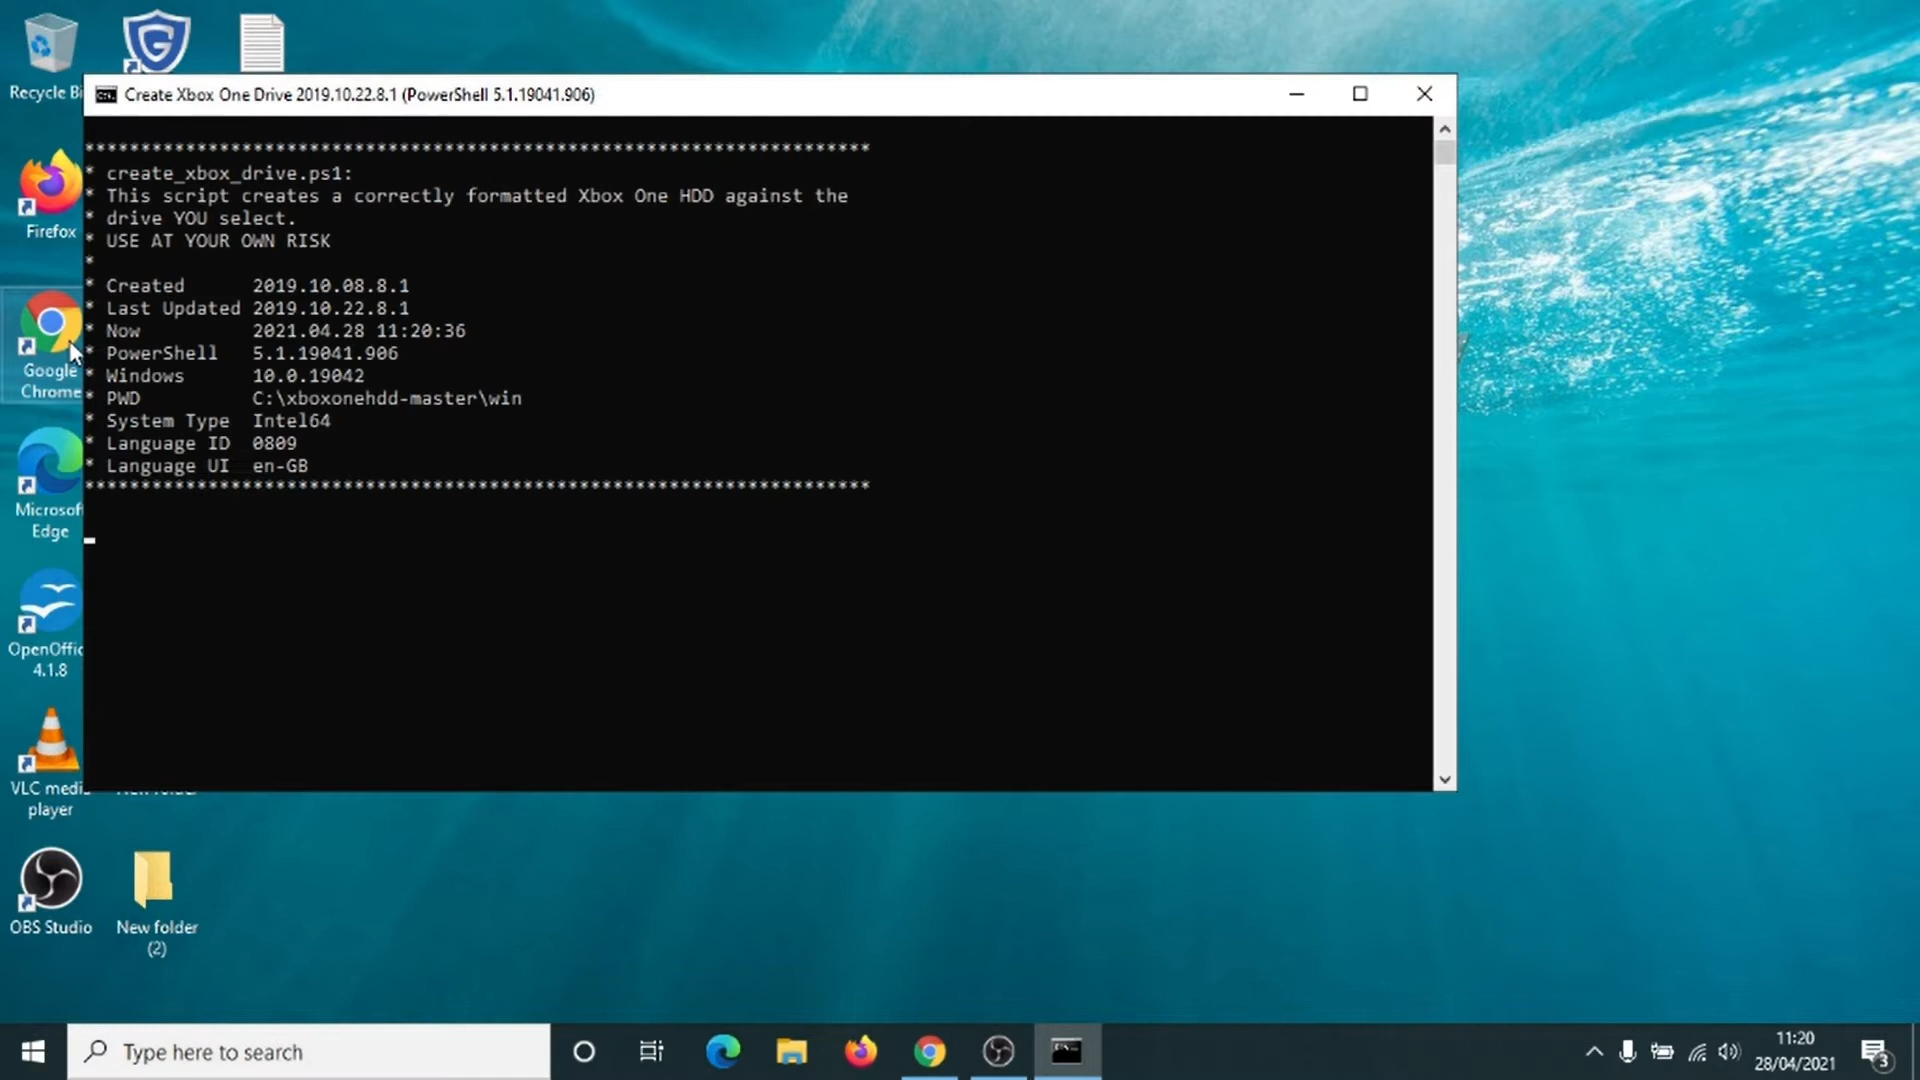 Recycle Bi
Create Xbox One Drive 2019.10.22.8.1 (PowerShell 5.1.19041.906)
**********************************************************************
* create_xbox_drive.ps1:
* This script creates a correctly formatted Xbox One HDD against the
* drive YOU select.
* USE AT YOUR OWN RISK
*
* Created 2019.10.08.8.1
* Last Updated 2019.10.22.8.1
* Now 2021.04.28 11:20:36
* PowerShell 5.1.19041.906
* Windows 10.0.19042
* PWD C:\xboxonehdd-master\win
* System Type Intel64
* Language ID 0809
* Language UI en-GB
**********************************************************************
Firefox
Google
Chrome
Microsof
Edge
OpenOffic
4.1.8
VLC medi
player
OBS Studio
New folder
(2)
Type here to search
11:20
28/04/2021
3